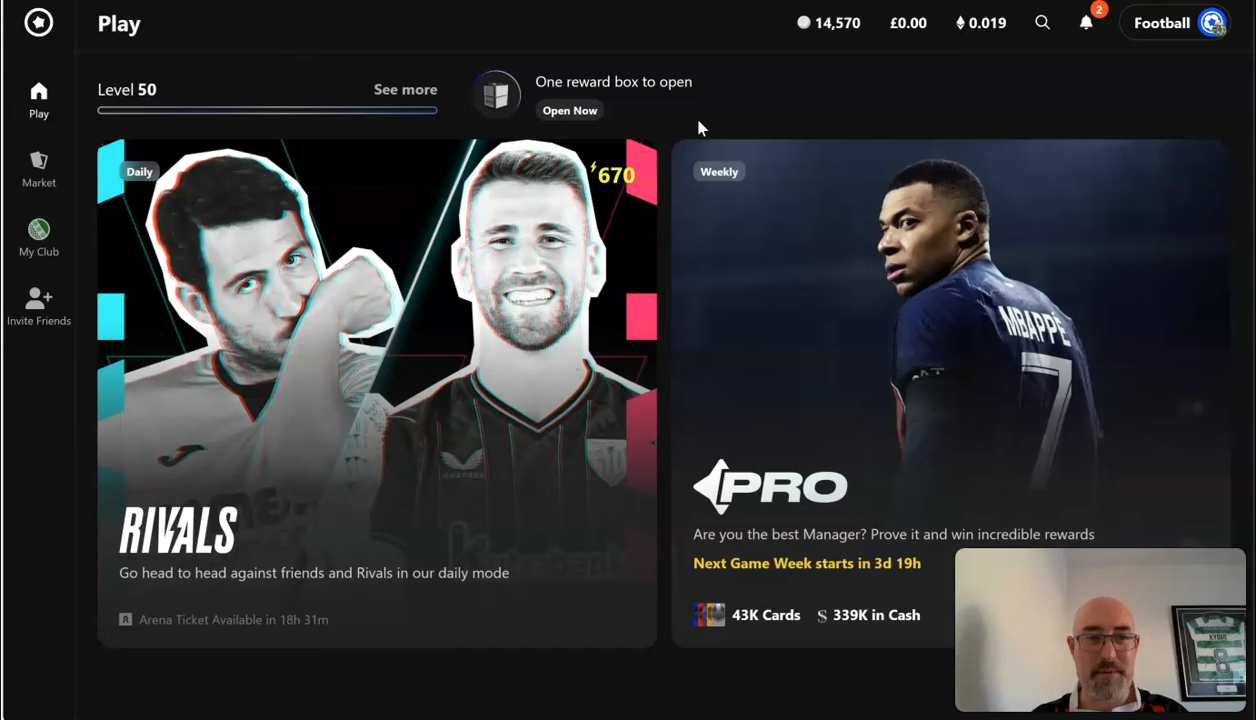 Play
14,570
£0.00
0.019
2
Football
Play
Market
My Club
Invite Friends
Level 50
See more
One reward box to open
Open Now
Daily
670
RIVALS
Go head to head against friends and Rivals in our daily mode
A Arena Ticket Available in 18h 31m
Weekly
MBAPPÉ
7
PRO
Are you the best Manager? Prove it and win incredible rewards
Next Game Week starts in 3d 19h
43K Cards
$ 339K in Cash
KYOGO
8